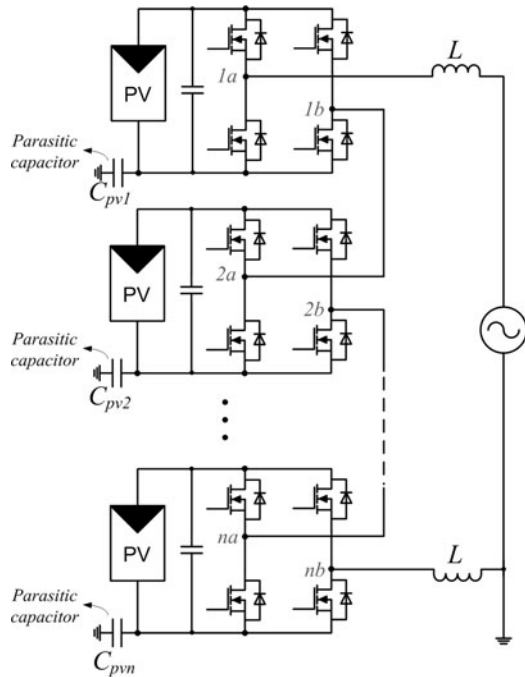 L
1a
PV
1b
Parasitic
capacitor
Cpv1
2a
PV
2b
Parasitic
capacitor
Cpv2
L
na
PV
nb
Parasitic
capacitor
Cpvn